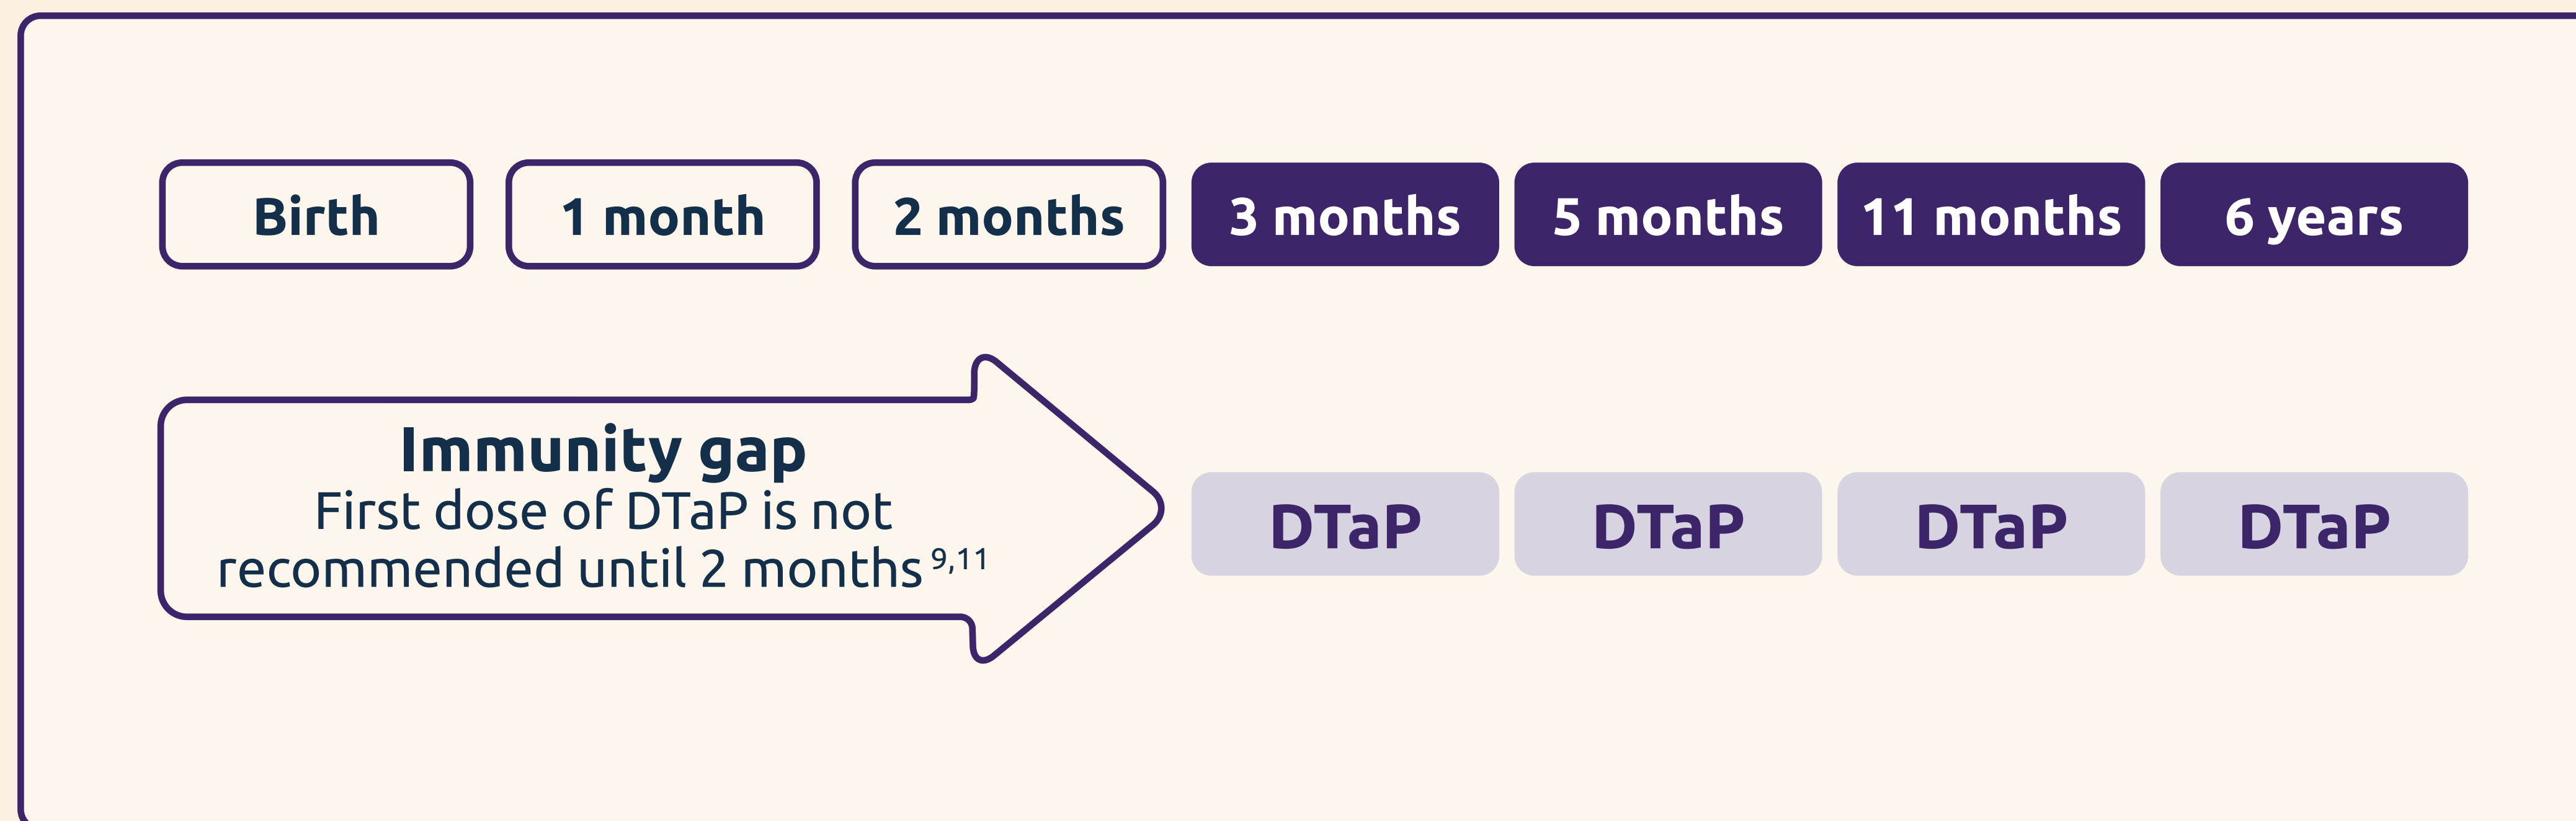 Birth 1 month 2 months 3 months 5 months 11 months 6 years
Immunity gap
First dose of DTaP is not
recommended until 2 months 9,11
DTaP DTaP DTaP DTaP